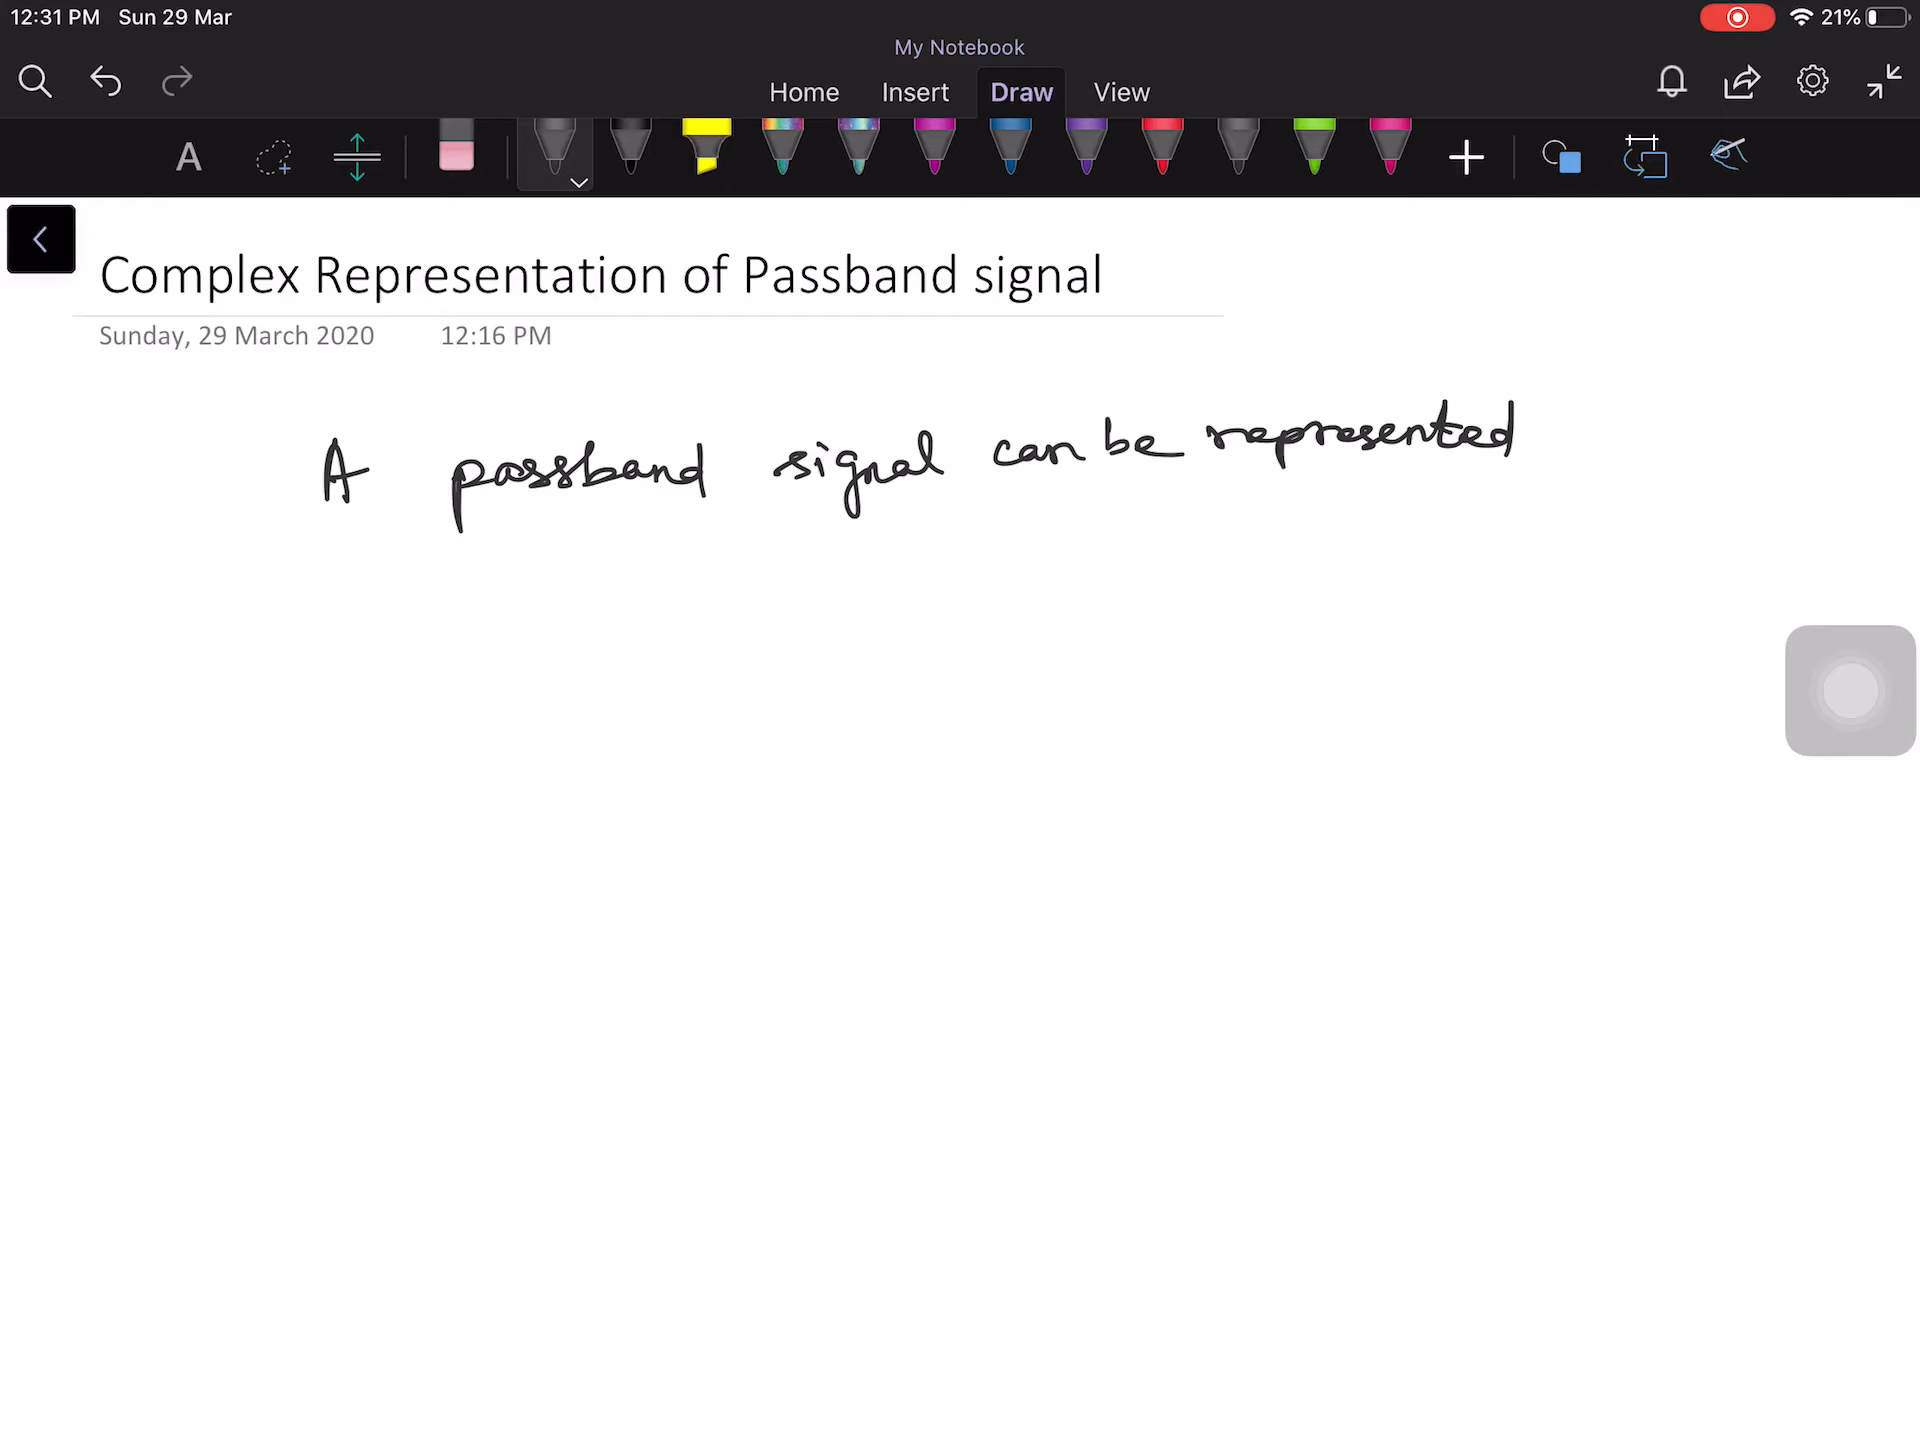 12:31 PM Sun 29 Mar 21%
My Notebook
Home Insert Draw View
A
Complex Representation of Passband signal
Sunday, 29 March 2020 12:16 PM
A passband signal can be represented